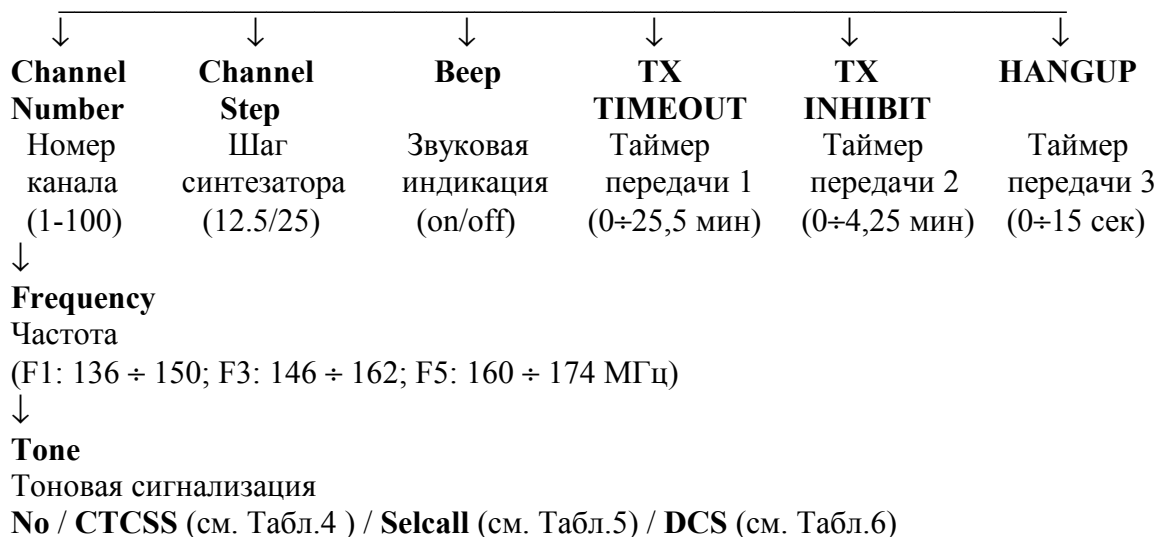 ↓ ↓ ↓ ↓ ↓ ↓
Channel Channel Beep TX TX HANGUP
Number Step TIMEOUT INHIBIT
Номер Шаг Звуковая Таймер Таймер Таймер
канала синтезатора индикация передачи 1 передачи 2 передачи 3
(1-100) (12.5/25) (on/off) (0÷25,5 мин) (0÷4,25 мин) (0÷15 сек)
↓
Frequency
Частота
(F1: 136 ÷ 150; F3: 146 ÷ 162; F5: 160 ÷ 174 МГц)
↓
Tone
Тоновая сигнализация
No / CTCSS (см. Табл.4 ) / Selcall (см. Табл.5) / DCS (см. Табл.6)